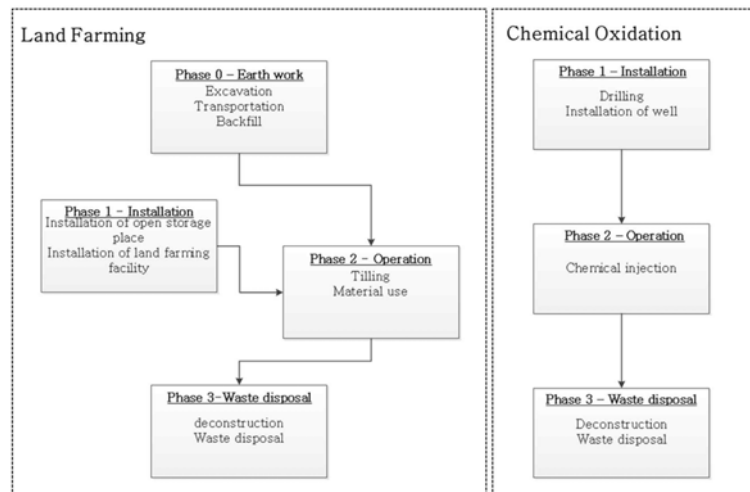 Land Farming
Phase 0 - Earth work
Excavation
Transportation
Backfill
Phase 1 - Installation
Installation of open storage
place
Installation of land farming
facility
Phase 2 - Operation
Tilling
Material use
Phase 3-Waste disposal
deconstruction
Waste disposal
Chemical Oxidation
Phase 1 - Installation
Drilling
Installation of well
Phase 2 - Operation
Chemical injection
Phase 3 - Waste disposal
Deconstruction
Waste disposal